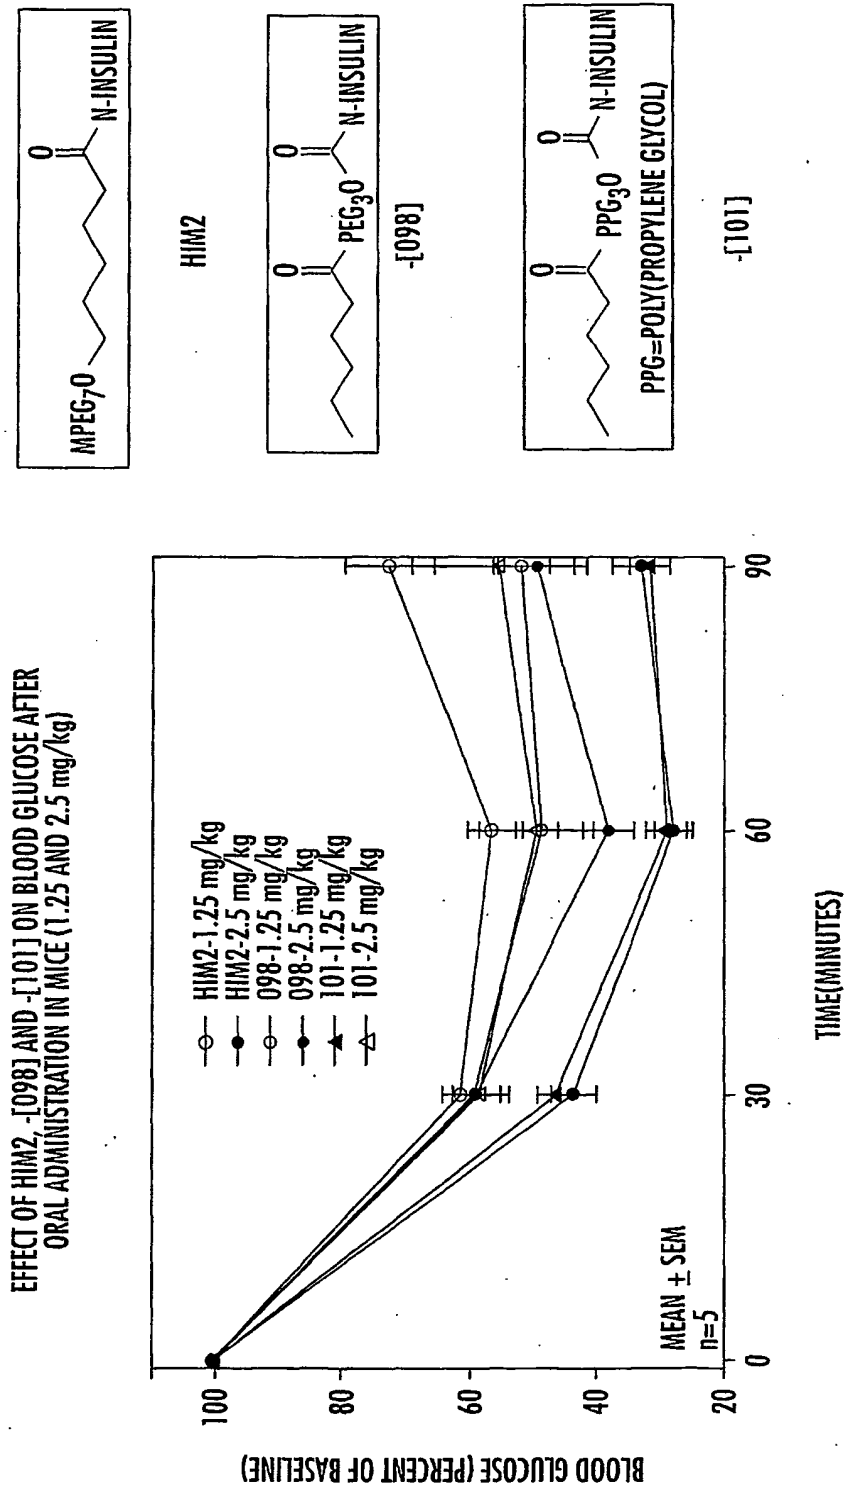 EFFECT OF HIM2, -[098] AND -[101] ON BLOOD GLUCOSE AFTER
ORAL ADMINISTRATION IN MICE (1.25 AND 2.5 mg/kg)
BLOOD GLUCOSE (PERCENT OF BASELINE)
100
80
60
40
20
HIM2-1.25 mg/kg
HIM2-2.5 mg/kg
098-1.25 mg/kg
098-2.5 mg/kg
101-1.25 mg/kg
101-2.5 mg/kg
MEAN ± SEM
n=5
0
30
60
90
TIME(MINUTES)
O
MPEG₇O
N-INSULIN
HIM2
O
O
PEG₃O
N-INSULIN
-[098]
O
O
PPG₃O
N-INSULIN
PPG=POLY(PROPYLENE GLYCOL)
-[101]